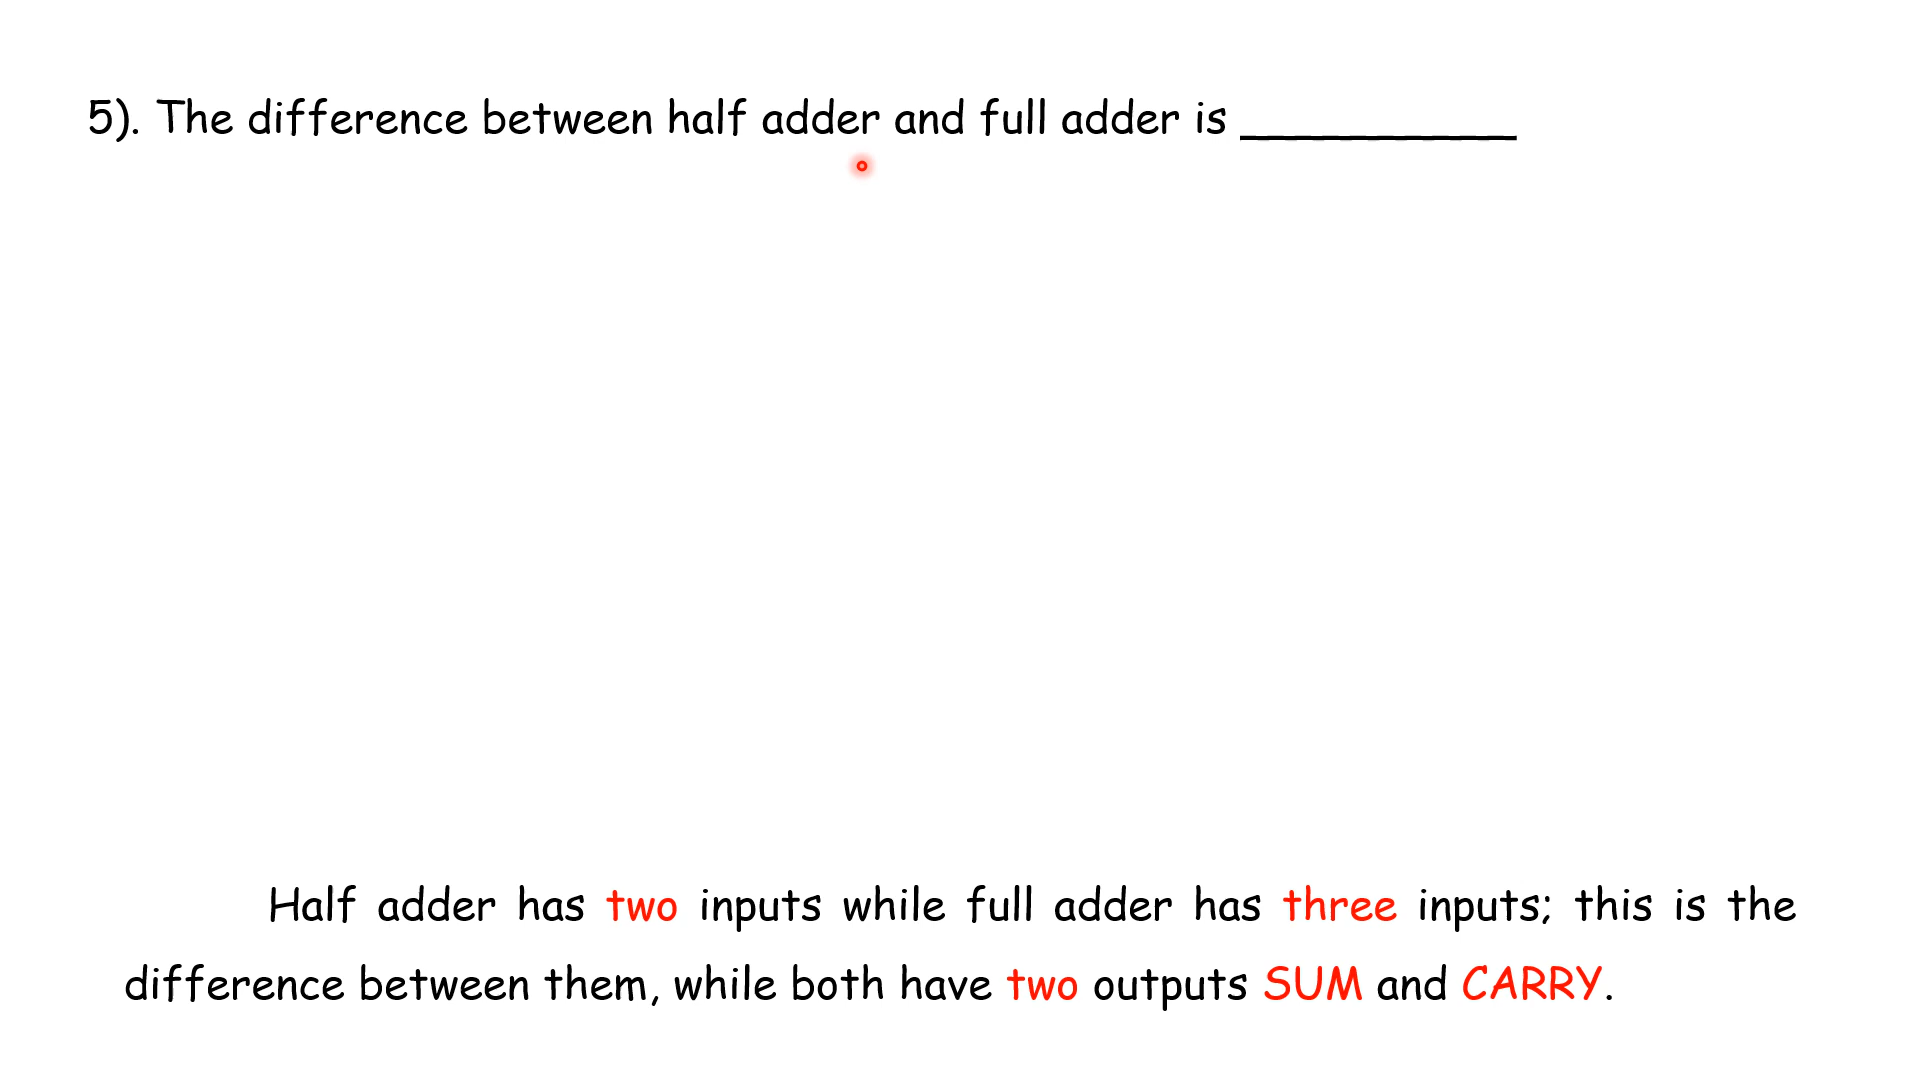 5). The difference between half adder and full adder is __________
Half adder has two inputs while full adder has three inputs; this is the
difference between them, while both have two outputs SUM and CARRY.